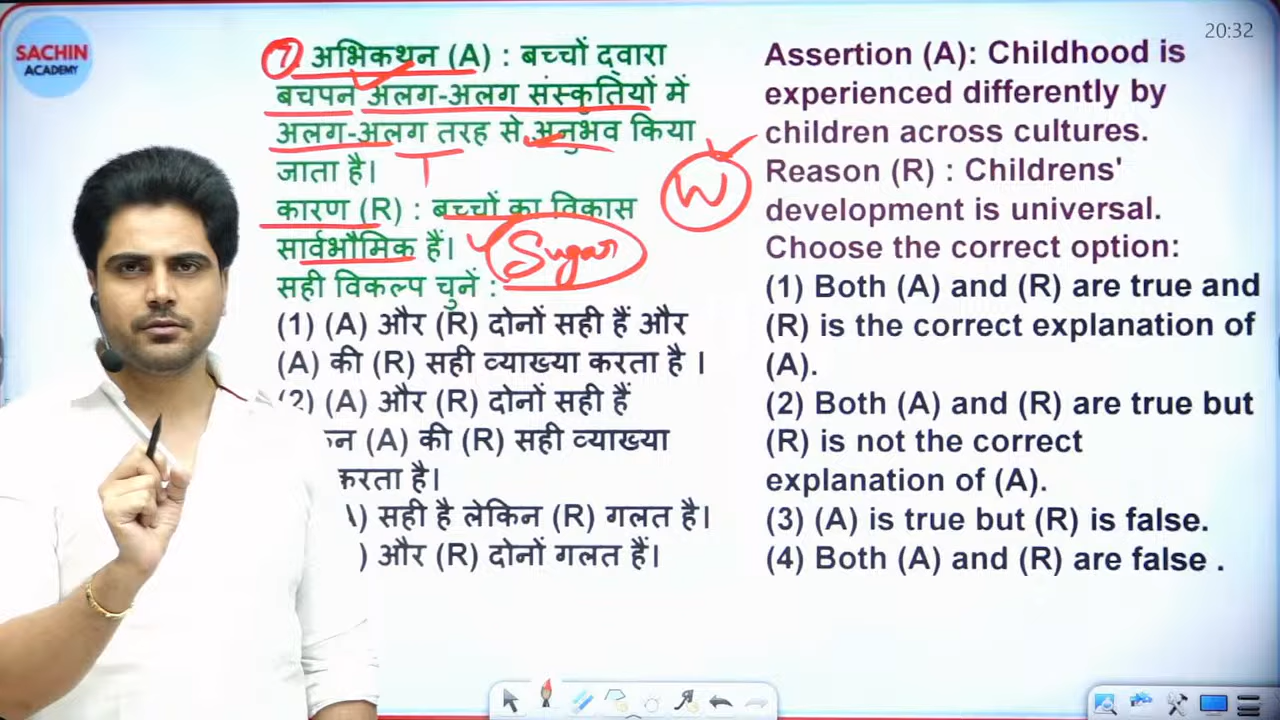 SACHIN
ACADEMY
20:32
7. अभिकथन (A) : बच्चों द्वारा
बचपन अलग-अलग संस्कृतियों में
अलग-अलग तरह से अनुभव किया
जाता है।
T
कारण (R) : बच्चों का विकास
सार्वभौमिक हैं।
Sugar
W
सही विकल्प चुनें :
(1) (A) और (R) दोनों सही हैं और
(A) की (R) सही व्याख्या करता है ।
(2) (A) और (R) दोनों सही हैं
(A) की (R) सही व्याख्या
करता है।
सही है लेकिन (R) गलत है।
) और (R) दोनों गलत हैं।
Assertion (A): Childhood is
experienced differently by
children across cultures.
Reason (R) : Childrens'
development is universal.
Choose the correct option:
(1) Both (A) and (R) are true and
(R) is the correct explanation of
(A).
(2) Both (A) and (R) are true but
(R) is not the correct
explanation of (A).
(3) (A) is true but (R) is false.
(4) Both (A) and (R) are false .